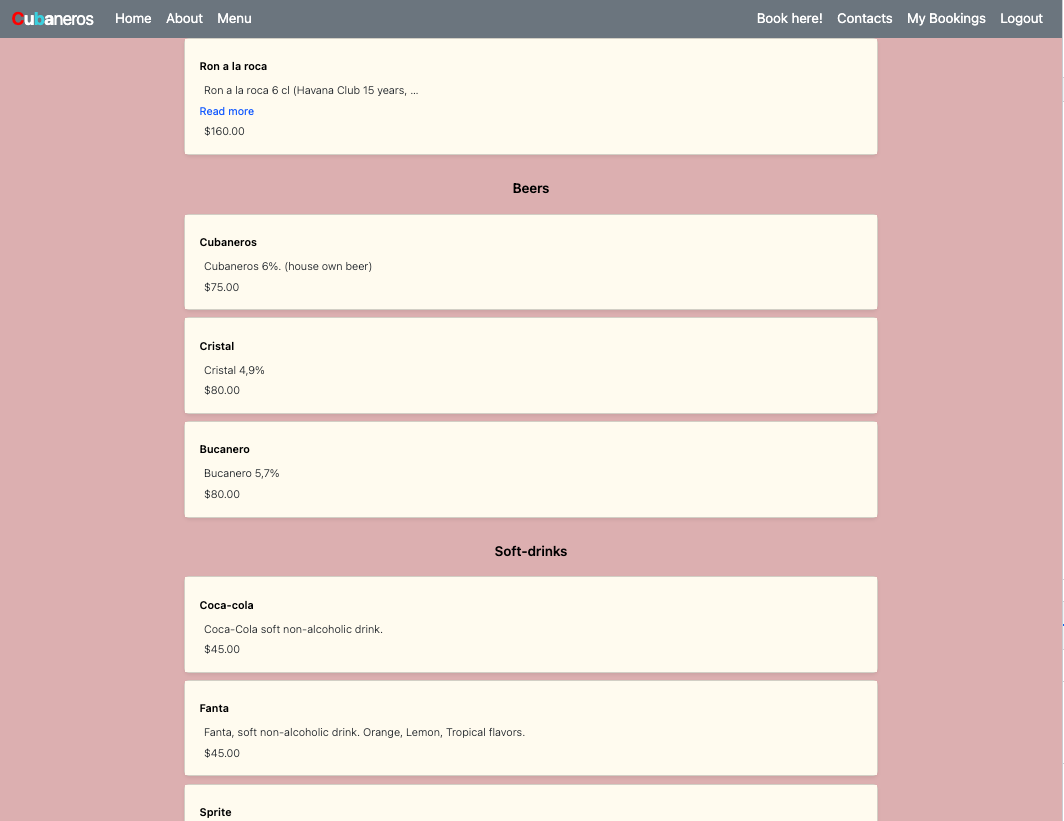 Cubaneros Home About Menu Book here! Contacts My Bookings Logout
Ron a la roca
Ron a la roca 6 cl (Havana Club 15 years, ...
Read more
$160.00
Beers
Cubaneros
Cubaneros 6%. (house own beer)
$75.00
Cristal
Cristal 4,9%
$80.00
Bucanero
Bucanero 5,7%
$80.00
Soft-drinks
Coca-cola
Coca-Cola soft non-alcoholic drink.
$45.00
Fanta
Fanta, soft non-alcoholic drink. Orange, Lemon, Tropical flavors.
$45.00
Sprite